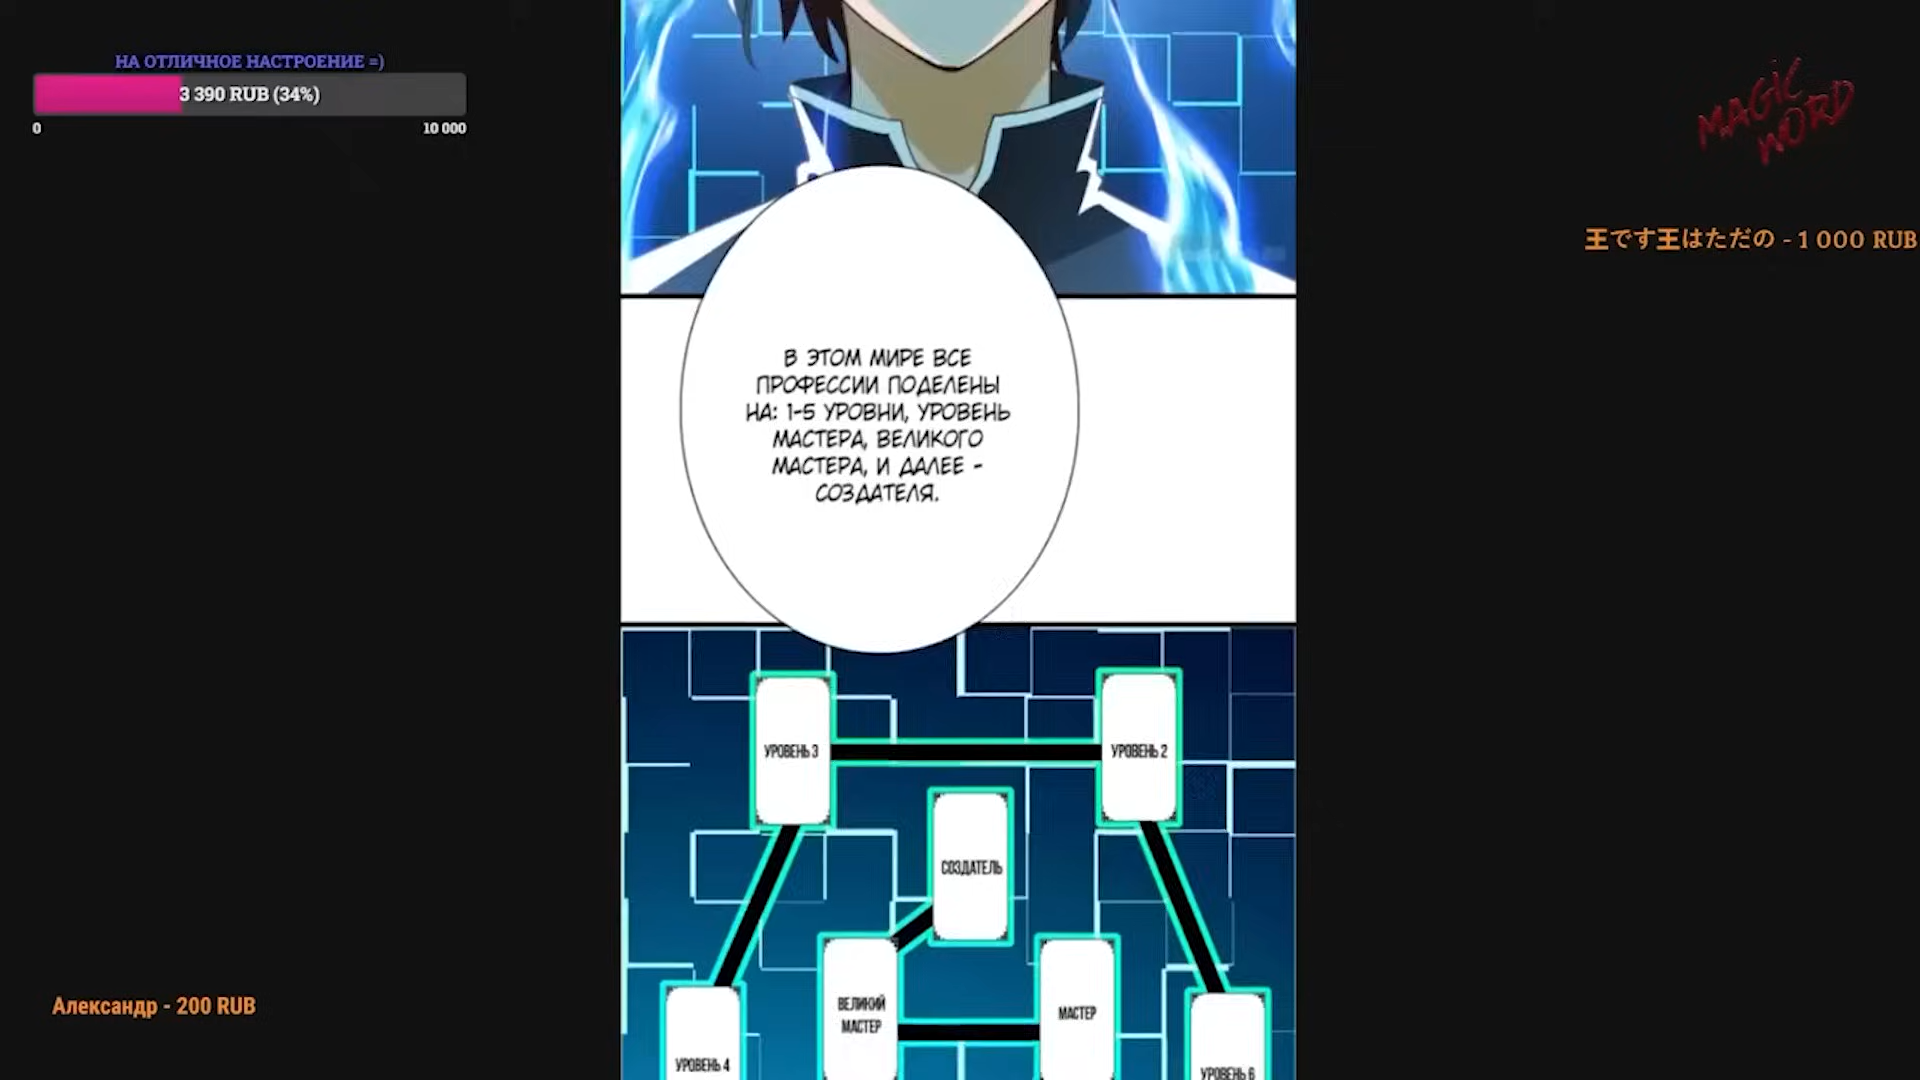 НА ОТЛИЧНОЕ НАСТРОЕНИЕ =)
3 390 RUB (34%)
0
10 000
MAGIC
WORD
王です王はただの - 1 000 RUB
В ЭТОМ МИРЕ ВСЕ
ПРОФЕССИИ ПОДЕЛЕНЫ
НА: 1-5 УРОВНИ, УРОВЕНЬ
МАСТЕРА, ВЕЛИКОГО
МАСТЕРА, И ДАЛЕЕ -
СОЗДАТЕЛЯ.
УРОВЕНЬ 3
УРОВЕНЬ 2
СОЗДАТЕЛЬ
ВЕЛИКИЙ
МАСТЕР
МАСТЕР
УРОВЕНЬ 4
УРОВЕНЬ 6
Александр - 200 RUB